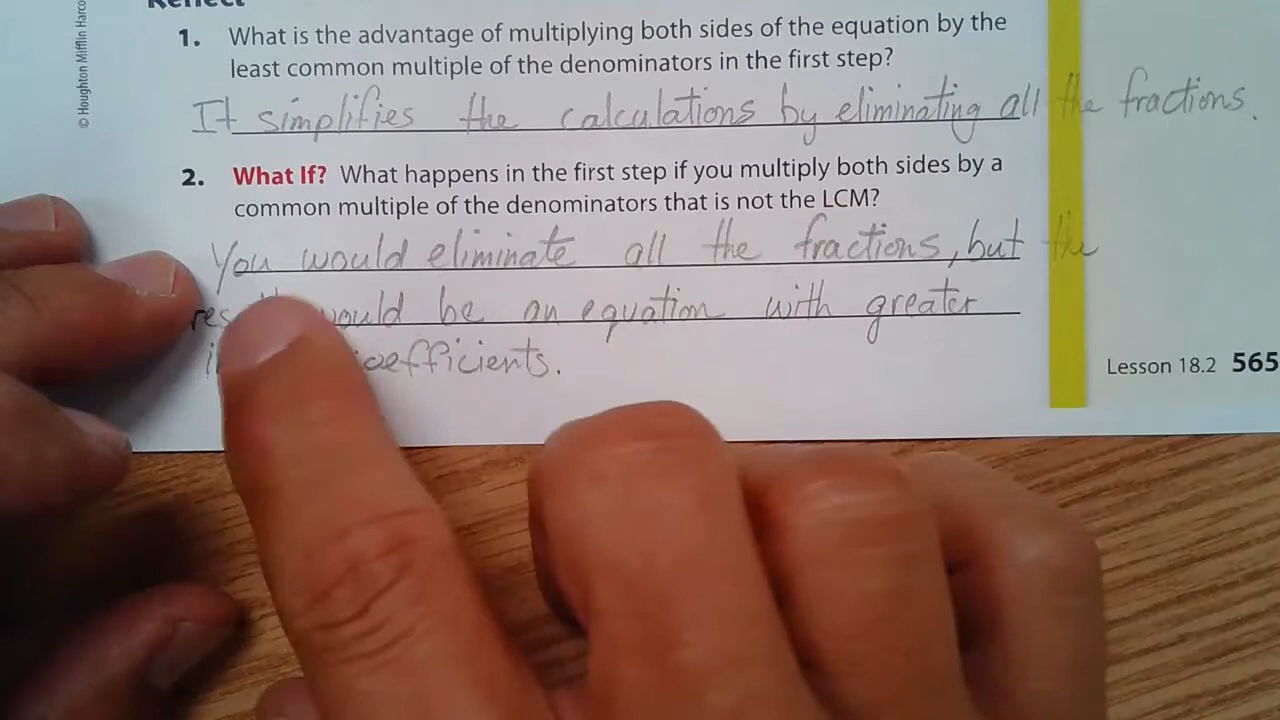 Reflect
© Houghton Mifflin Harco
1. What is the advantage of multiplying both sides of the equation by the
least common multiple of the denominators in the first step?
It simplifies the calculations by eliminating all the fractions.
2. What If? What happens in the first step if you multiply both sides by a
common multiple of the denominators that is not the LCM?
You would eliminate all the fractions, but the
would be an equation with greater
coefficients.
Lesson 18.2 565